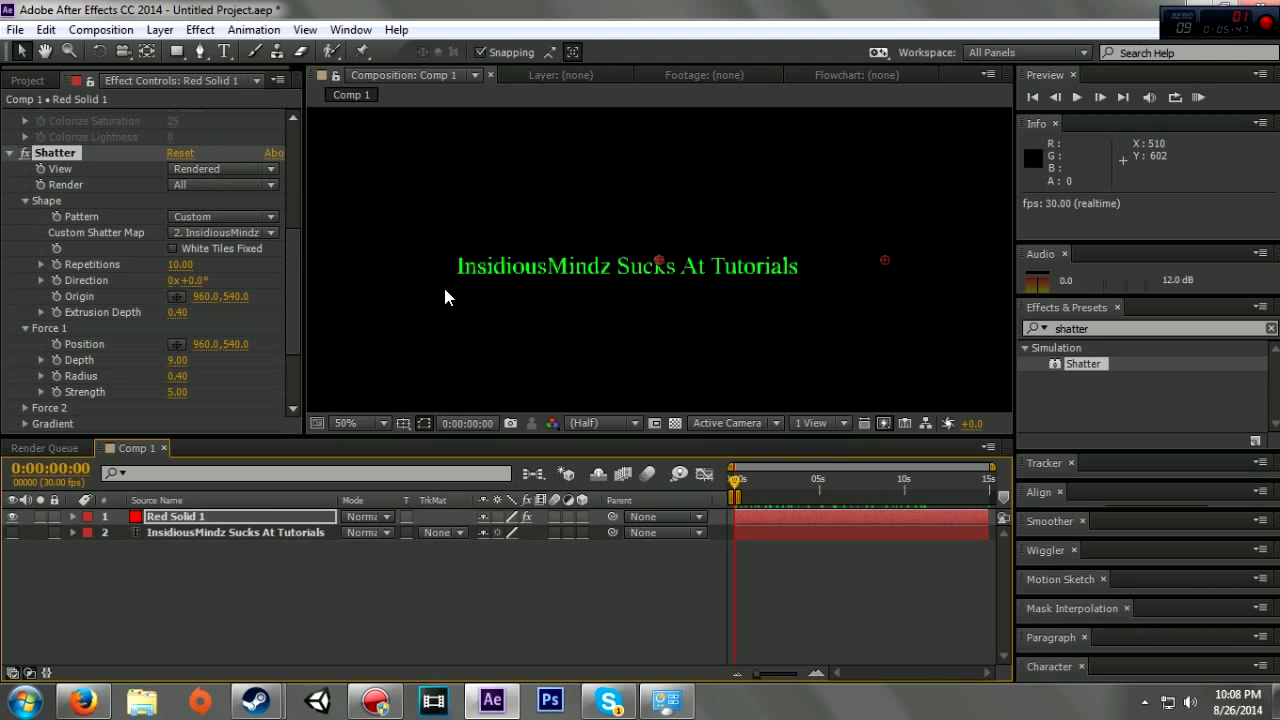 Adobe After Effects CC 2014 - Untitled Project.aep *
File Edit Composition Layer Effect Animation View Window Help
Snapping
Workspace: All Panels
Search Help
Project Effect Controls: Red Solid 1
Comp 1 • Red Solid 1
Colorize Saturation 25
Colorize Lightness 0
fx Shatter Reset Abo
View Rendered
Render All
Shape
Pattern Custom
Custom Shatter Map 2. InsidiousMindz
White Tiles Fixed
Repetitions 10.00
Direction 0x+0.0°
Origin 960.0,540.0
Extrusion Depth 0.40
Force 1
Position 960.0,540.0
Depth 9.00
Radius 0.40
Strength 5.00
Force 2
Gradient
Composition: Comp 1 Layer: (none) Footage: (none) Flowchart: (none)
Comp 1
InsidiousMindz Sucks At Tutorials
50% 0:00:00:00 (Half) Active Camera 1 View +0.0
Preview
Info
R: X: 510
G: Y: 602
B:
A: 0
fps: 30.00 (realtime)
Audio
0.0 12.0 dB
Effects & Presets
shatter
Simulation
Shatter
Tracker
Align
Smoother
Wiggler
Motion Sketch
Mask Interpolation
Paragraph
Character
Render Queue Comp 1
0:00:00:00
00000 (30.00 fps)
05s 10s 15s
# Source Name Mode T TrkMat Parent
1 Red Solid 1 Norma None
2 T InsidiousMindz Sucks At Tutorials Norma None None
Ae Ps
10:08 PM
8/26/2014